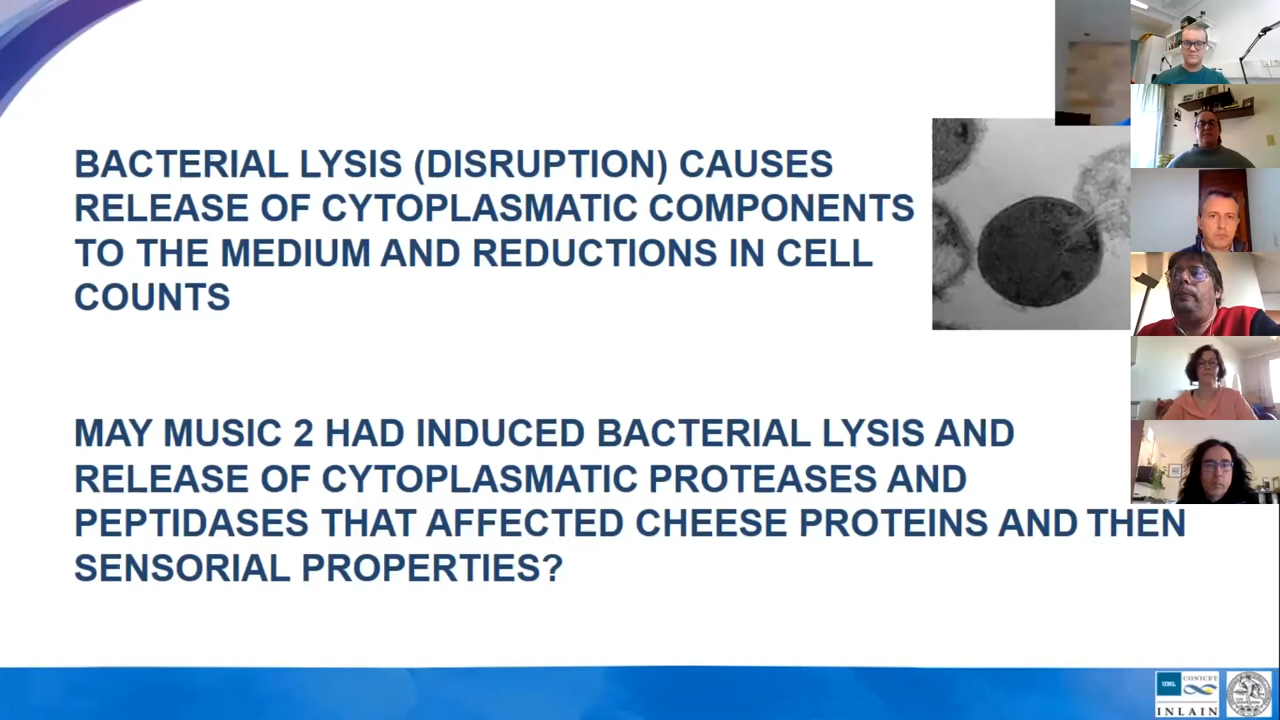 BACTERIAL LYSIS (DISRUPTION) CAUSES
RELEASE OF CYTOPLASMATIC COMPONENTS
TO THE MEDIUM AND REDUCTIONS IN CELL
COUNTS
MAY MUSIC 2 HAD INDUCED BACTERIAL LYSIS AND
RELEASE OF CYTOPLASMATIC PROTEASES AND
PEPTIDASES THAT AFFECTED CHEESE PROTEINS AND THEN
SENSORIAL PROPERTIES?
UNL CONICET
INLAIN